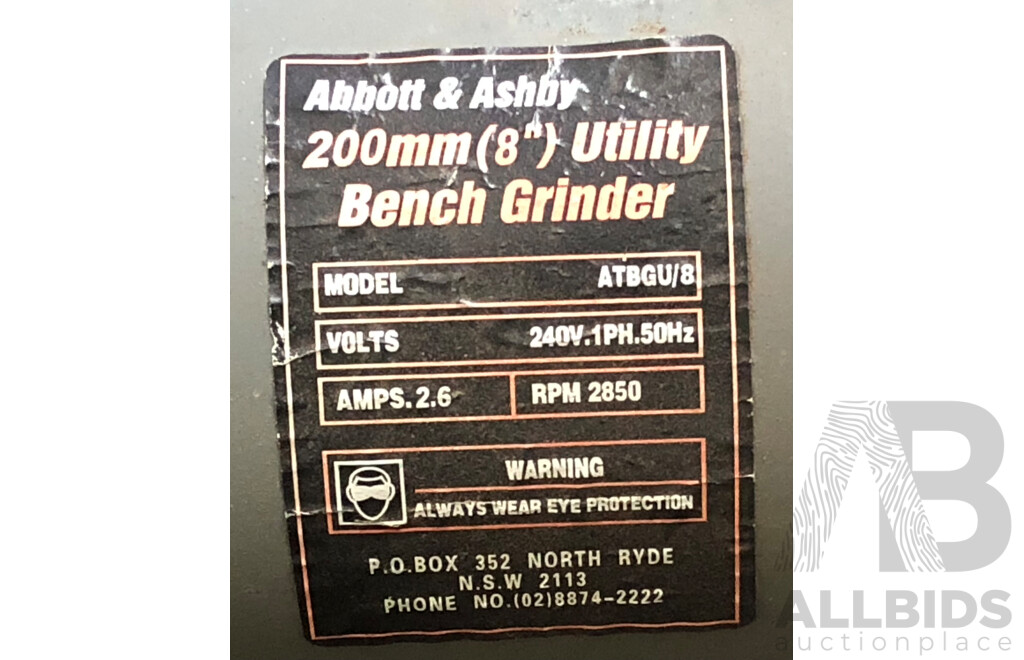 Abbott & Ashby
200mm (8") Utility
Bench Grinder
MODEL ATBGU/8
VOLTS 240V.1PH.50Hz
AMPS.2.6 RPM 2850
WARNING
ALWAYS WEAR EYE PROTECTION
P.O.BOX 352 NORTH RYDE
N.S.W 2113
PHONE NO.(02)8874-2222
AB
ALLBIDS
auctionplace